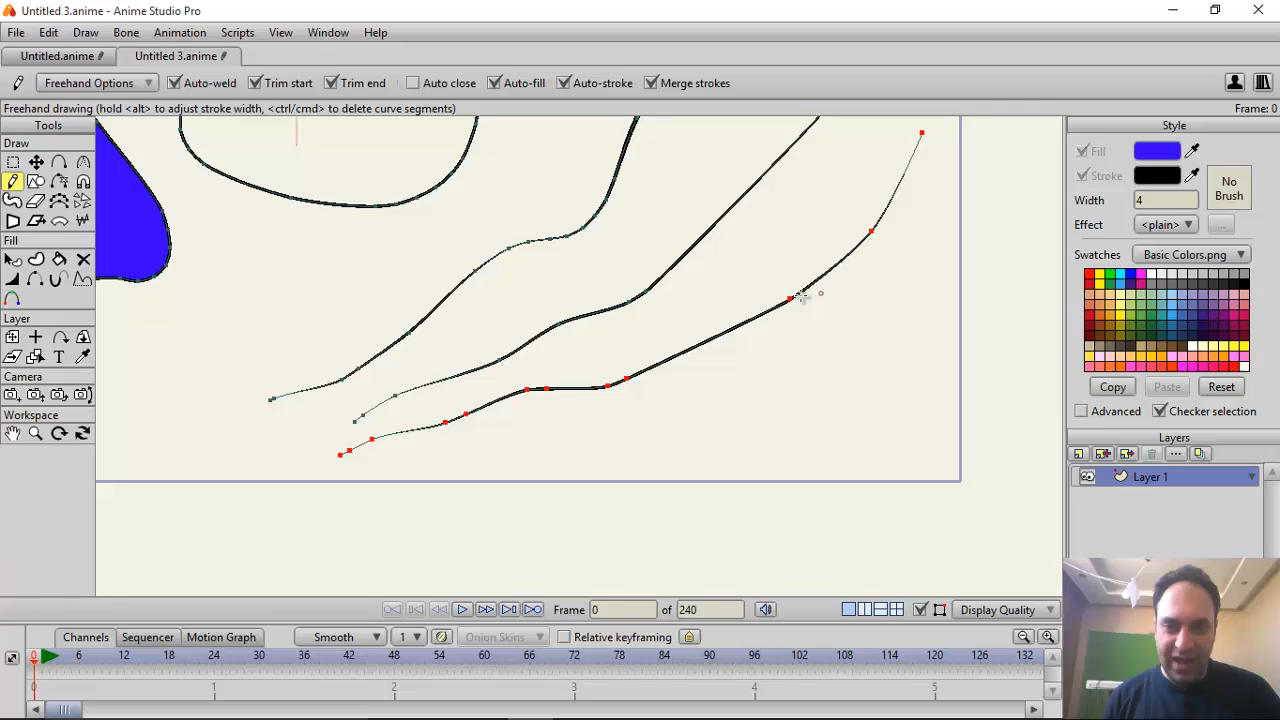 Untitled 3.anime - Anime Studio Pro
File Edit Draw Bone Animation Scripts View Window Help
Untitled.anime Untitled 3.anime
Freehand Options Auto-weld Trim start Trim end Auto close Auto-fill Auto-stroke Merge strokes
Freehand drawing (hold <alt> to adjust stroke width, <ctrl/cmd> to delete curve segments) Frame: 0
Tools Style
Draw
Fill
Stroke
No Brush
Width 4
Effect <plain> ...
Fill
Swatches Basic Colors.png
Layer
T
Camera
Copy Paste Reset
Advanced Checker selection
Workspace
Layers
Layer 1
Frame 0 of 240 Display Quality
Channels Sequencer Motion Graph Smooth 1 Onion Skins Relative keyframing
0 6 12 18 24 30 36 42 48 54 60 66 72 78 84 90 96 102 108 114 120 126 132
0 1 2 3 4 5